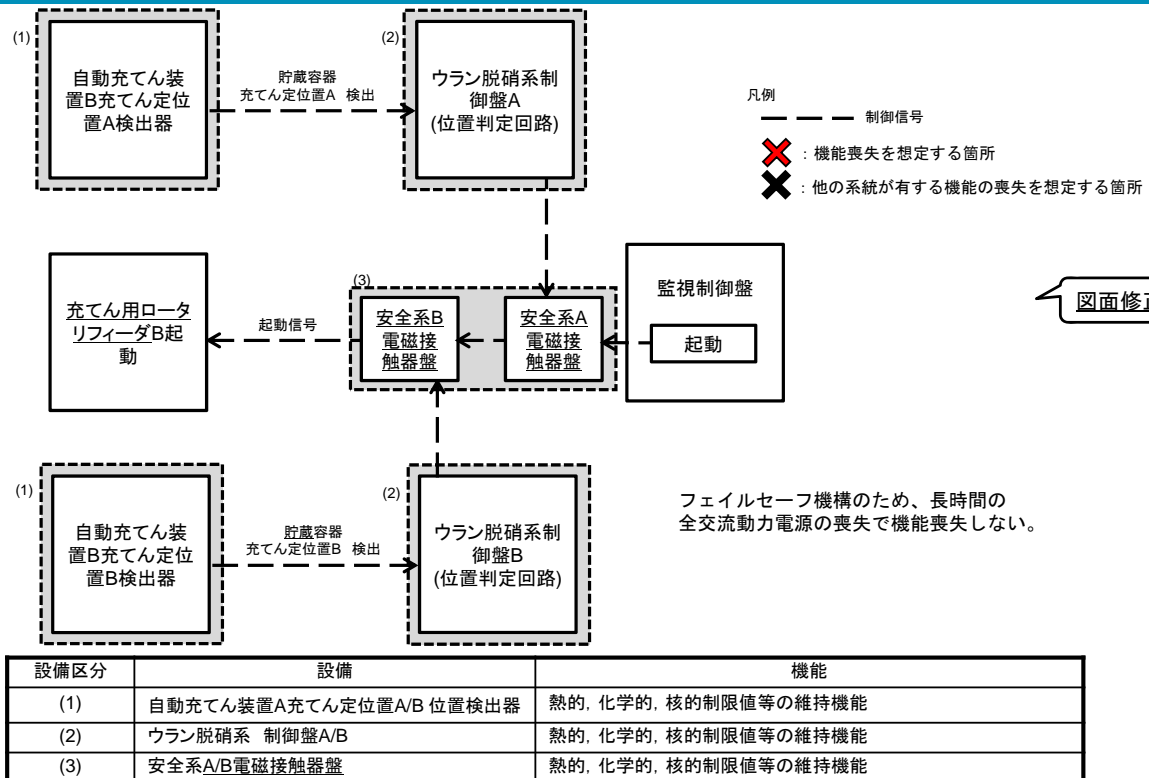 (1)
自動充てん装
置B充てん定位
置A検出器
貯蔵容器
充てん定位置A 検出
(2)
ウラン脱硝系制
御盤A
(位置判定回路)
凡例
制御信号
：機能喪失を想定する箇所
：他の系統が有する機能の喪失を想定する箇所
充てん用ロータ
リフィーダB起
動
起動信号
(3)
安全系B
電磁接
触器盤
安全系A
電磁接
触器盤
監視制御盤
起動
図面修正
(1)
自動充てん装
置B充てん定位
置B検出器
貯蔵容器
充てん定位置B 検出
(2)
ウラン脱硝系制
御盤B
(位置判定回路)
フェイルセーフ機構のため、長時間の
全交流動力電源の喪失で機能喪失しない。
設備区分 設備 機能
(1) 自動充てん装置A充てん定位置A/B 位置検出器 熱的, 化学的, 核的制限値等の維持機能
(2) ウラン脱硝系 制御盤A/B 熱的, 化学的, 核的制限値等の維持機能
(3) 安全系A/B電磁接触器盤 熱的, 化学的, 核的制限値等の維持機能